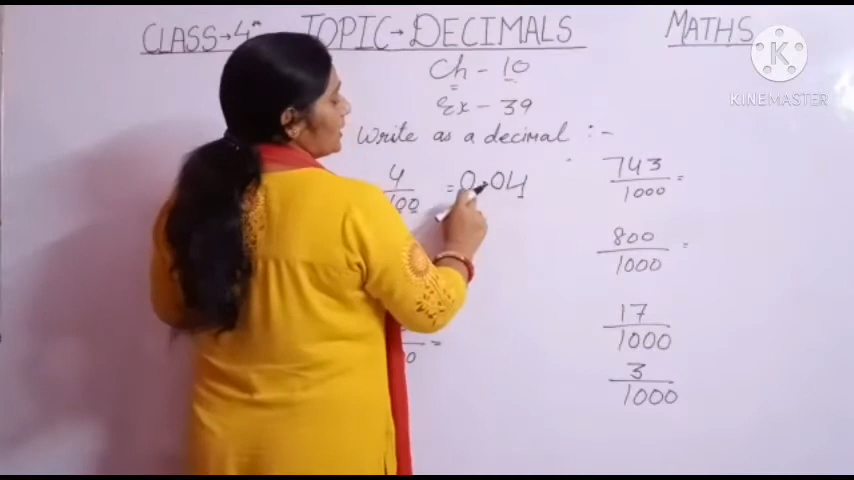 CLASS→4th TOPIC→DECIMALS MATHS
Ch - 10
Ex - 39
Write as a decimal :-
4/100 = 0.04
743/1000 =
800/1000 =
17/1000
3/1000
K
KINEMASTER